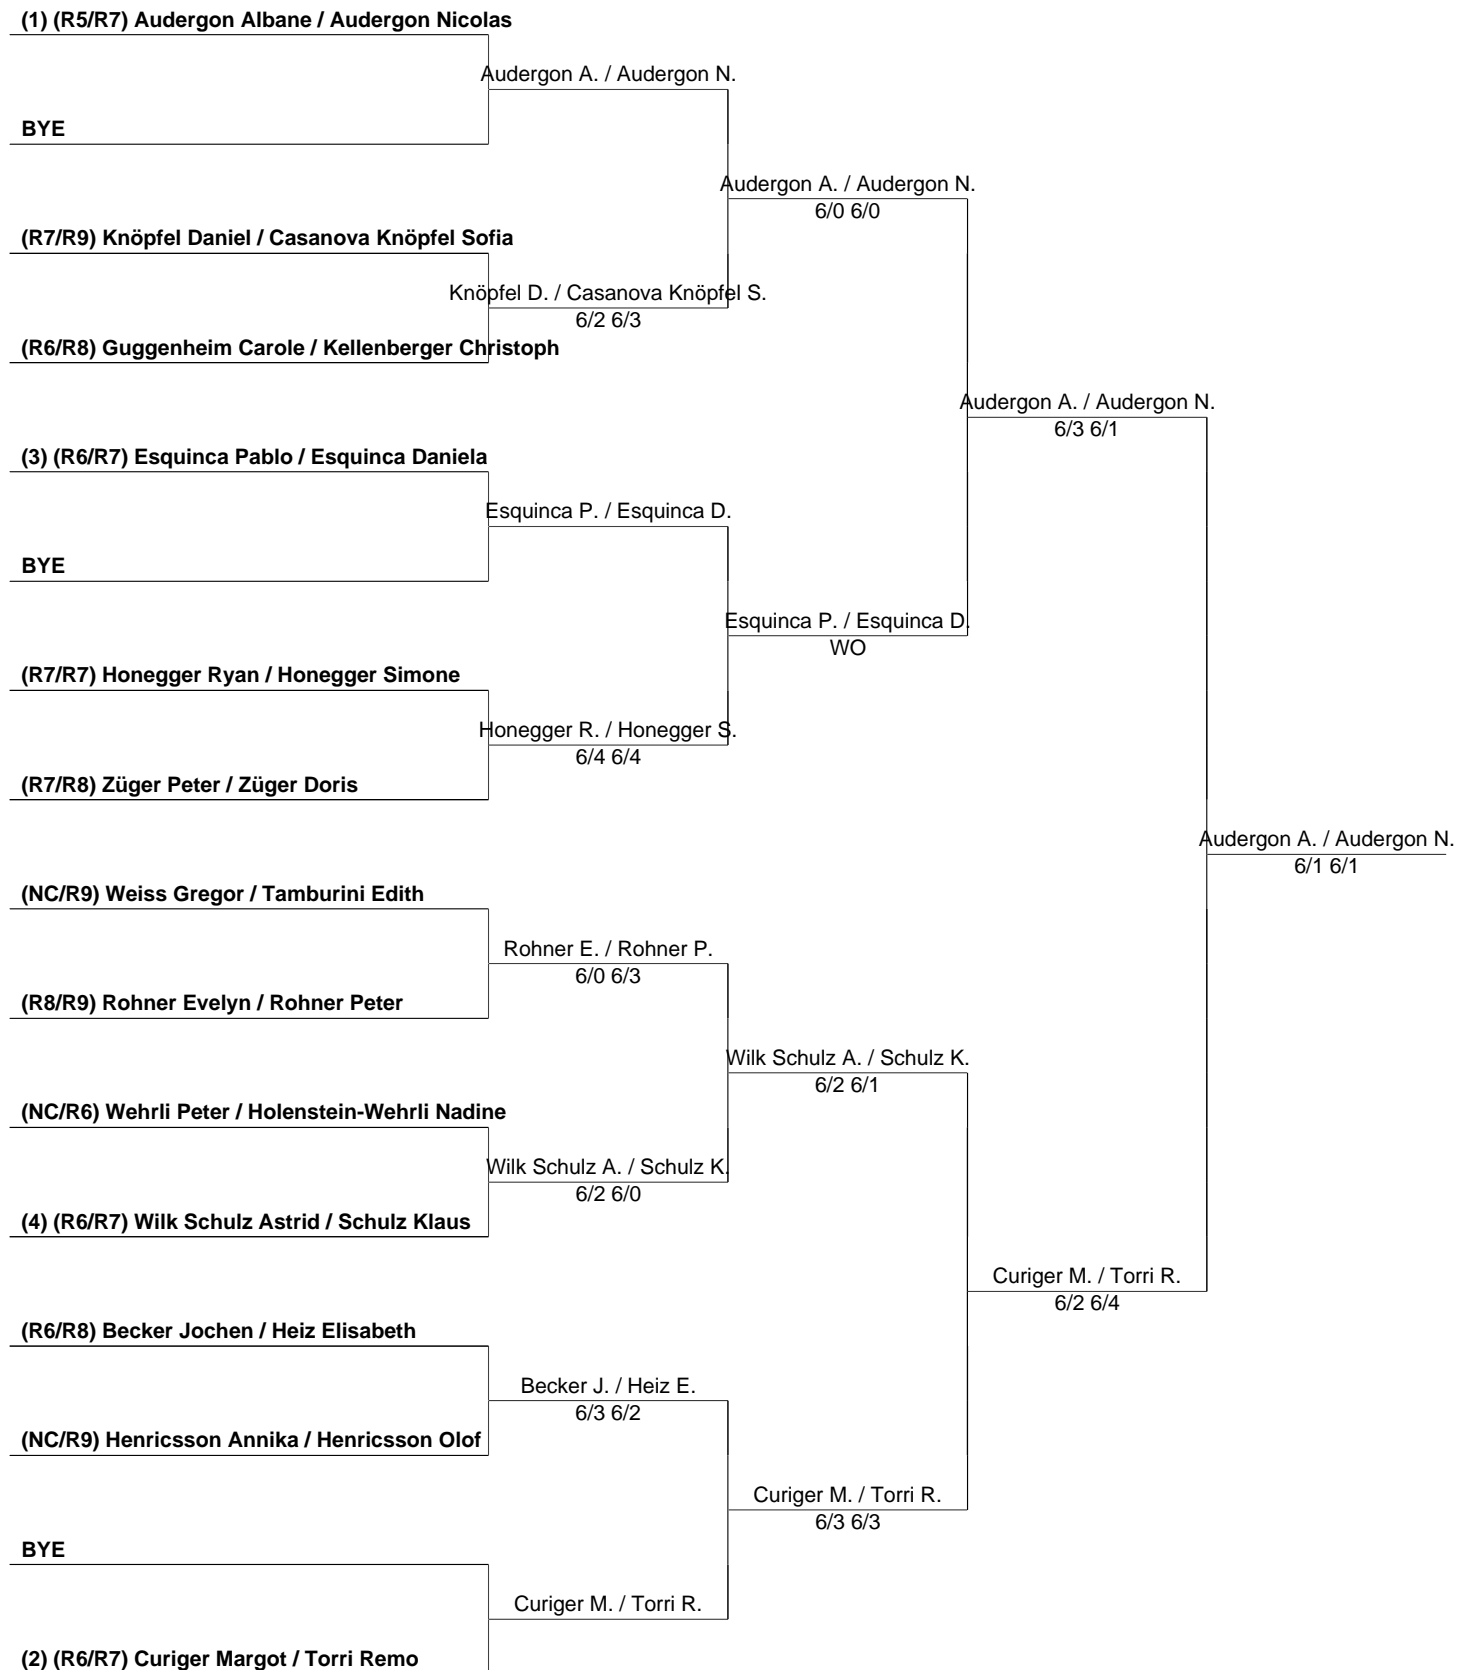 (1) (R5/R7) Audergon Albane / Audergon Nicolas
Audergon A. / Audergon N.
BYE
Audergon A. / Audergon N.
6/0 6/0
(R7/R9) Knöpfel Daniel / Casanova Knöpfel Sofia
Knöpfel D. / Casanova Knöpfel S.
6/2 6/3
(R6/R8) Guggenheim Carole / Kellenberger Christoph
Audergon A. / Audergon N.
6/3 6/1
(3) (R6/R7) Esquinca Pablo / Esquinca Daniela
Esquinca P. / Esquinca D.
BYE
Esquinca P. / Esquinca D.
WO
(R7/R7) Honegger Ryan / Honegger Simone
Honegger R. / Honegger S.
6/4 6/4
(R7/R8) Züger Peter / Züger Doris
Audergon A. / Audergon N.
6/1 6/1
(NC/R9) Weiss Gregor / Tamburini Edith
Rohner E. / Rohner P.
6/0 6/3
(R8/R9) Rohner Evelyn / Rohner Peter
Wilk Schulz A. / Schulz K.
6/2 6/1
(NC/R6) Wehrli Peter / Holenstein-Wehrli Nadine
Wilk Schulz A. / Schulz K.
6/2 6/0
(4) (R6/R7) Wilk Schulz Astrid / Schulz Klaus
Curiger M. / Torri R.
6/2 6/4
(R6/R8) Becker Jochen / Heiz Elisabeth
Becker J. / Heiz E.
6/3 6/2
(NC/R9) Henricsson Annika / Henricsson Olof
Curiger M. / Torri R.
6/3 6/3
BYE
Curiger M. / Torri R.
(2) (R6/R7) Curiger Margot / Torri Remo